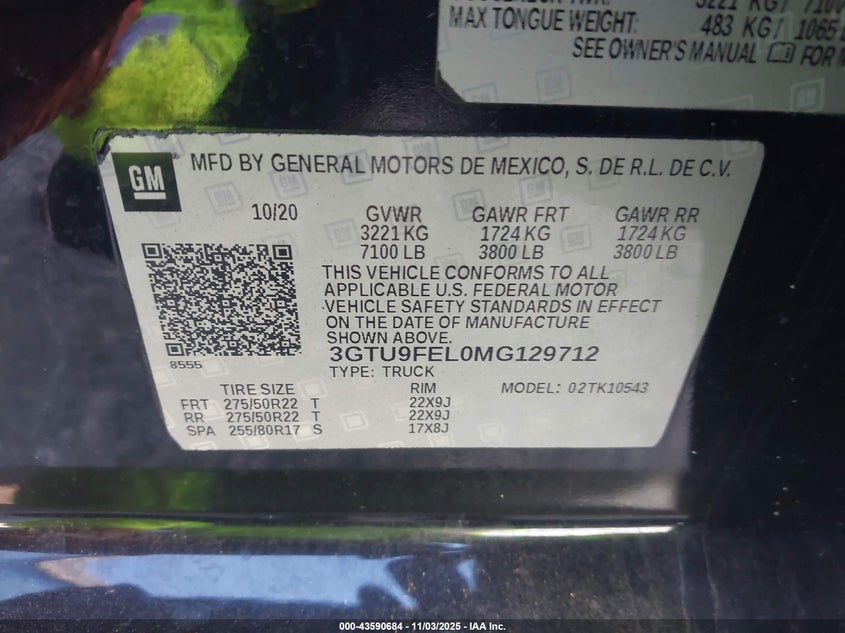 MAX TONGUE WEIGHT: 483 KG/ 1065
SEE OWNER'S MANUAL FOR
GM
MFD BY GENERAL MOTORS DE MEXICO, S. DE R.L. DE C.V.
10/20 GVWR GAWR FRT GAWR RR
3221 KG 1724 KG 1724 KG
7100 LB 3800 LB 3800 LB
THIS VEHICLE CONFORMS TO ALL
APPLICABLE U.S. FEDERAL MOTOR
VEHICLE SAFETY STANDARDS IN EFFECT
ON THE DATE OF MANUFACTURE
SHOWN ABOVE.
8555
3GTU9FEL0MG129712
TYPE: TRUCK
TIRE SIZE RIM MODEL: 02TK10543
FRT 275/50R22 T 22X9J
RR 275/50R22 T 22X9J
SPA 255/80R17 S 17X8J
000-43590684 - 11/03/2025 - IAA Inc.